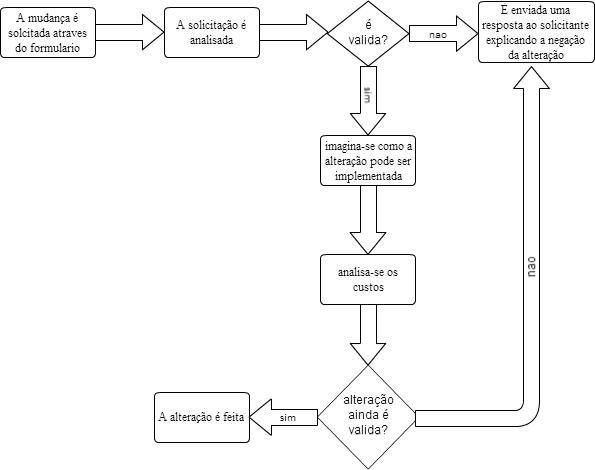 A mudança é
solcitada atraves
do formulario
A solicitação é
analisada
é
valida?
nao
É enviada uma
resposta ao solicitante
explicando a negação
da alteração
sim
imagina-se como a
alteração pode ser
implementada
analisa-se os
custos
alteração
ainda é
valida?
sim
A alteração é feita
nao